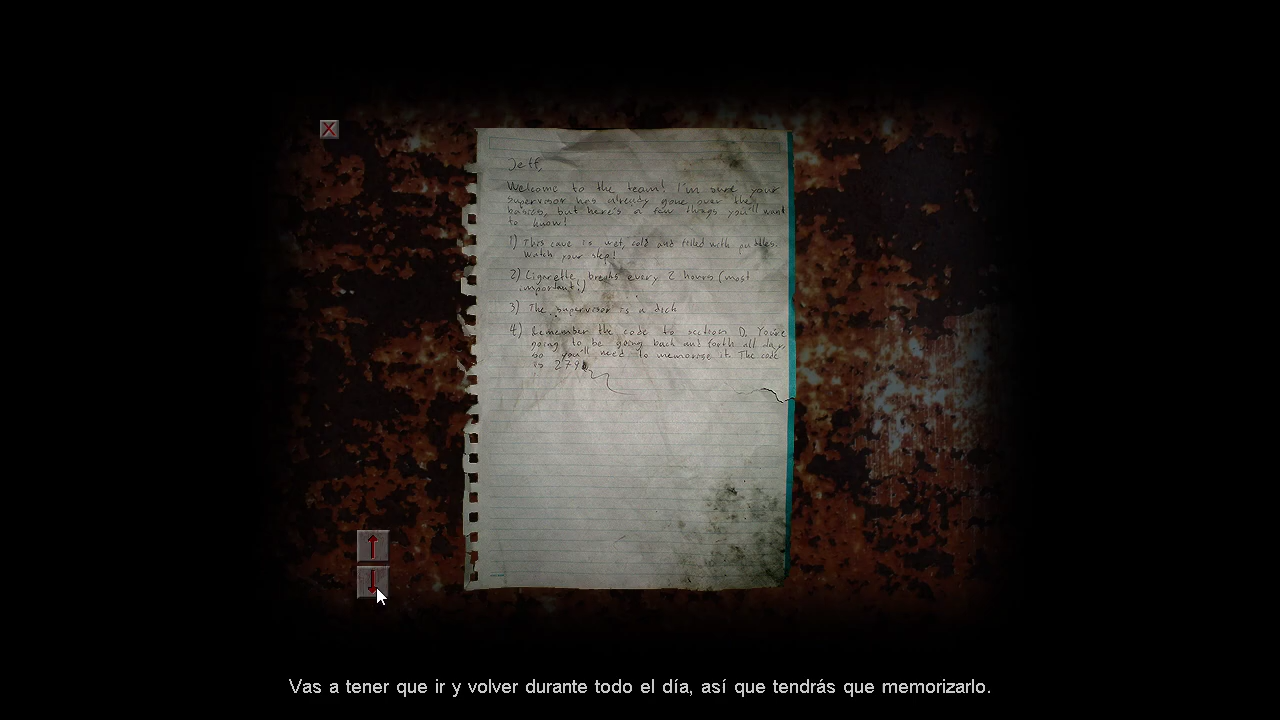 Jeff,
Welcome to the team! I'm sure your
supervisor has already gone over the
basics, but here's a few things you'll want
to know!
1) This cave is wet, cold and filled with puddles.
Watch your step!
2) Cigarette breaks every 2 hours (most
important!)
3) The supervisor is a dick
4) Remember the code to section D. You're
going to be going back and forth all day,
so you'll need to memorise it. The code
is 279
Vas a tener que ir y volver durante todo el día, así que tendrás que memorizarlo.